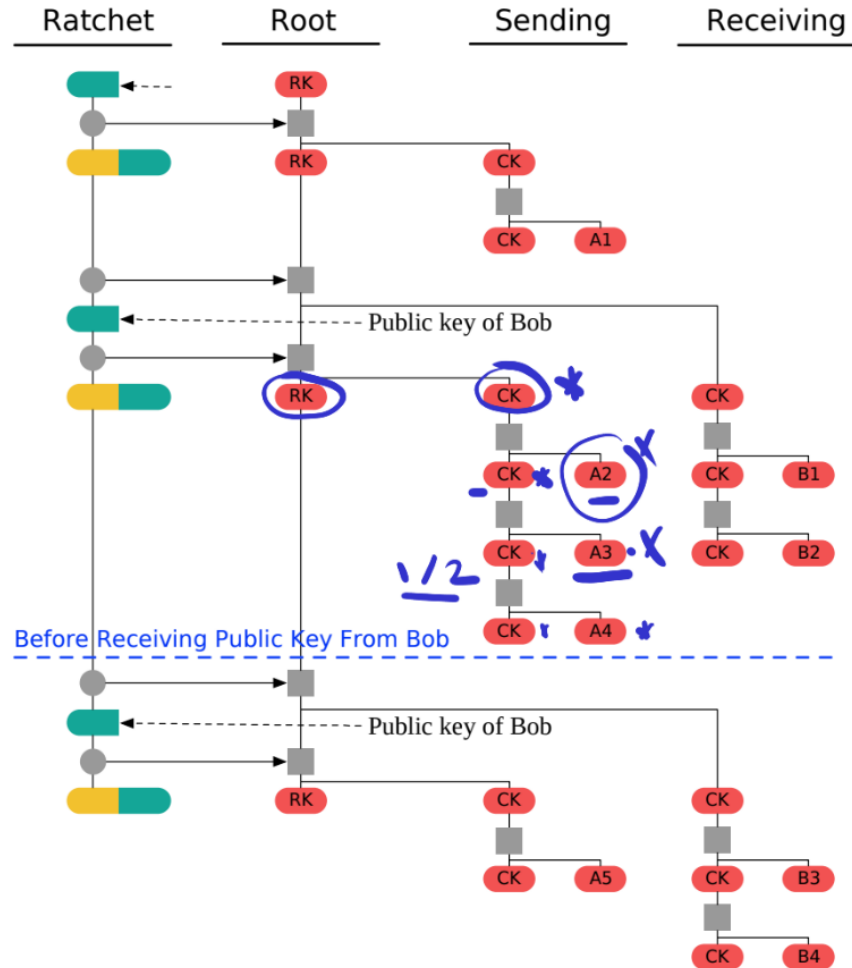 Ratchet Root Sending Receiving
RK
RK CK
CK A1
Public key of Bob
RK CK CK
CK A2 CK B1
CK A3 CK B2
1/2
CK A4
Before Receiving Public Key From Bob
Public key of Bob
RK CK CK
CK A5 CK B3
CK B4